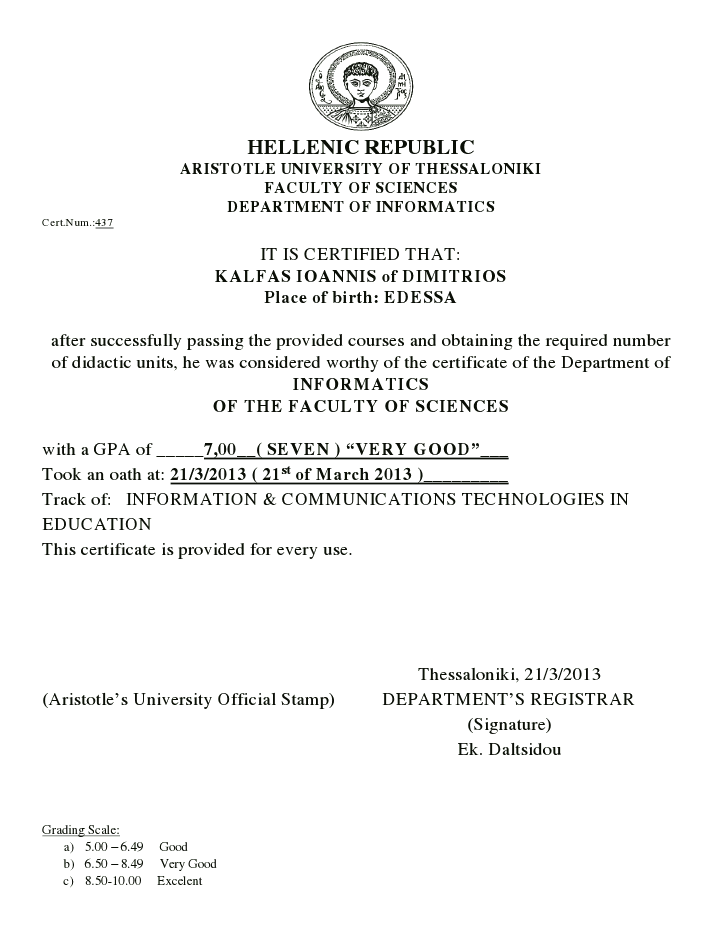 HELLENIC REPUBLIC
ARISTOTLE UNIVERSITY OF THESSALONIKI
FACULTY OF SCIENCES
DEPARTMENT OF INFORMATICS
Cert.Num.:437
IT IS CERTIFIED THAT:
KALFAS IOANNIS of DIMITRIOS
Place of birth: EDESSA
after successfully passing the provided courses and obtaining the required number
of didactic units, he was considered worthy of the certificate of the Department of
INFORMATICS
OF THE FACULTY OF SCIENCES
with a GPA of _____7,00__( SEVEN ) “VERY GOOD”___
Took an oath at: 21/3/2013 ( 21st of March 2013 )_________
Track of: INFORMATION & COMMUNICATIONS TECHNOLOGIES IN
EDUCATION
This certificate is provided for every use.
Thessaloniki, 21/3/2013
(Aristotle’s University Official Stamp) DEPARTMENT’S REGISTRAR
(Signature)
Ek. Daltsidou
Grading Scale:
a) 5.00 – 6.49 Good
b) 6.50 – 8.49 Very Good
c) 8.50-10.00 Excelent